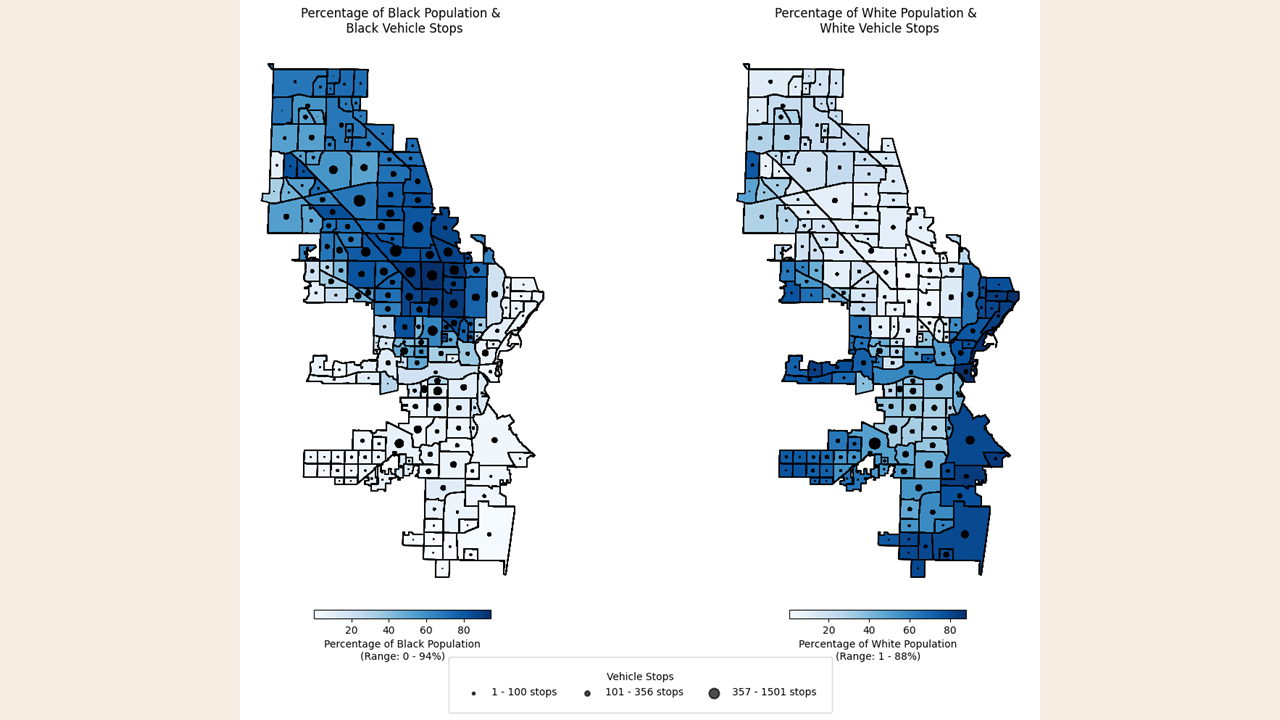 Percentage of Black Population &
Black Vehicle Stops
Percentage of White Population &
White Vehicle Stops
20 40 60 80
Percentage of Black Population
(Range: 0 - 94%)
20 40 60 80
Percentage of White Population
(Range: 1 - 88%)
Vehicle Stops
1 - 100 stops 101 - 356 stops 357 - 1501 stops